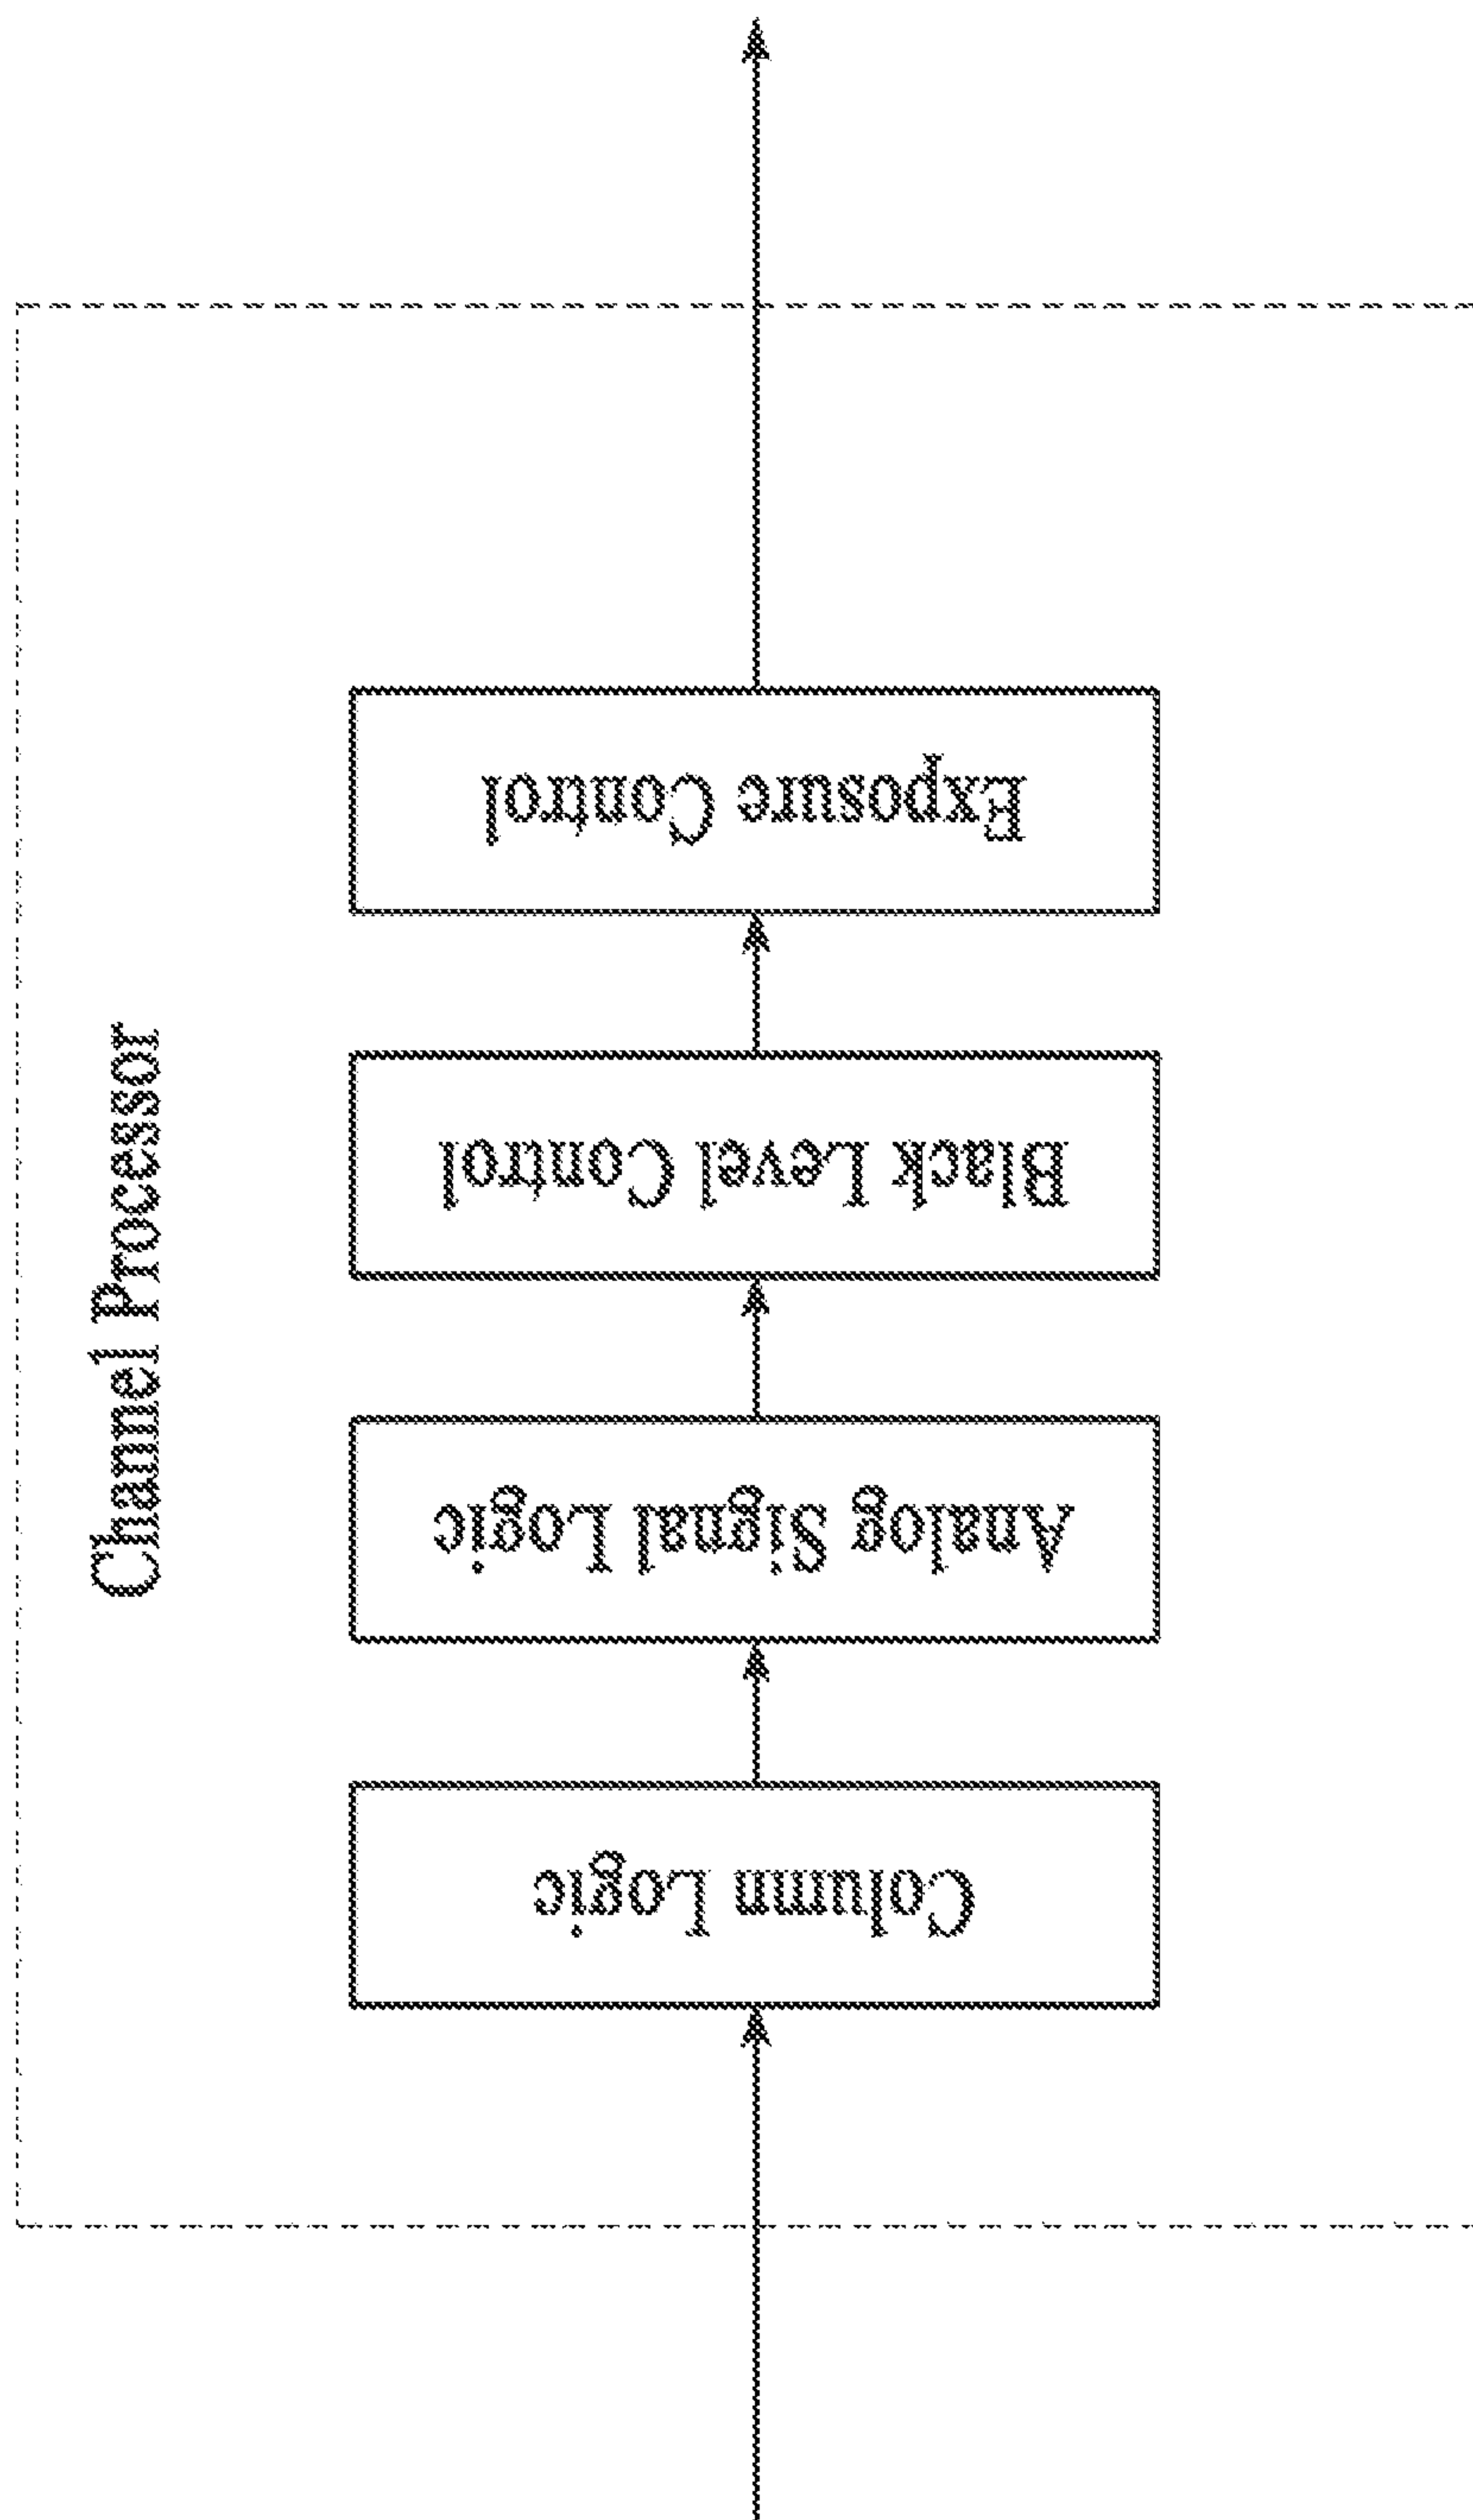 Channel Processor
Column Logic
Analog Signal Logic
Black Level Control
Exposure Control